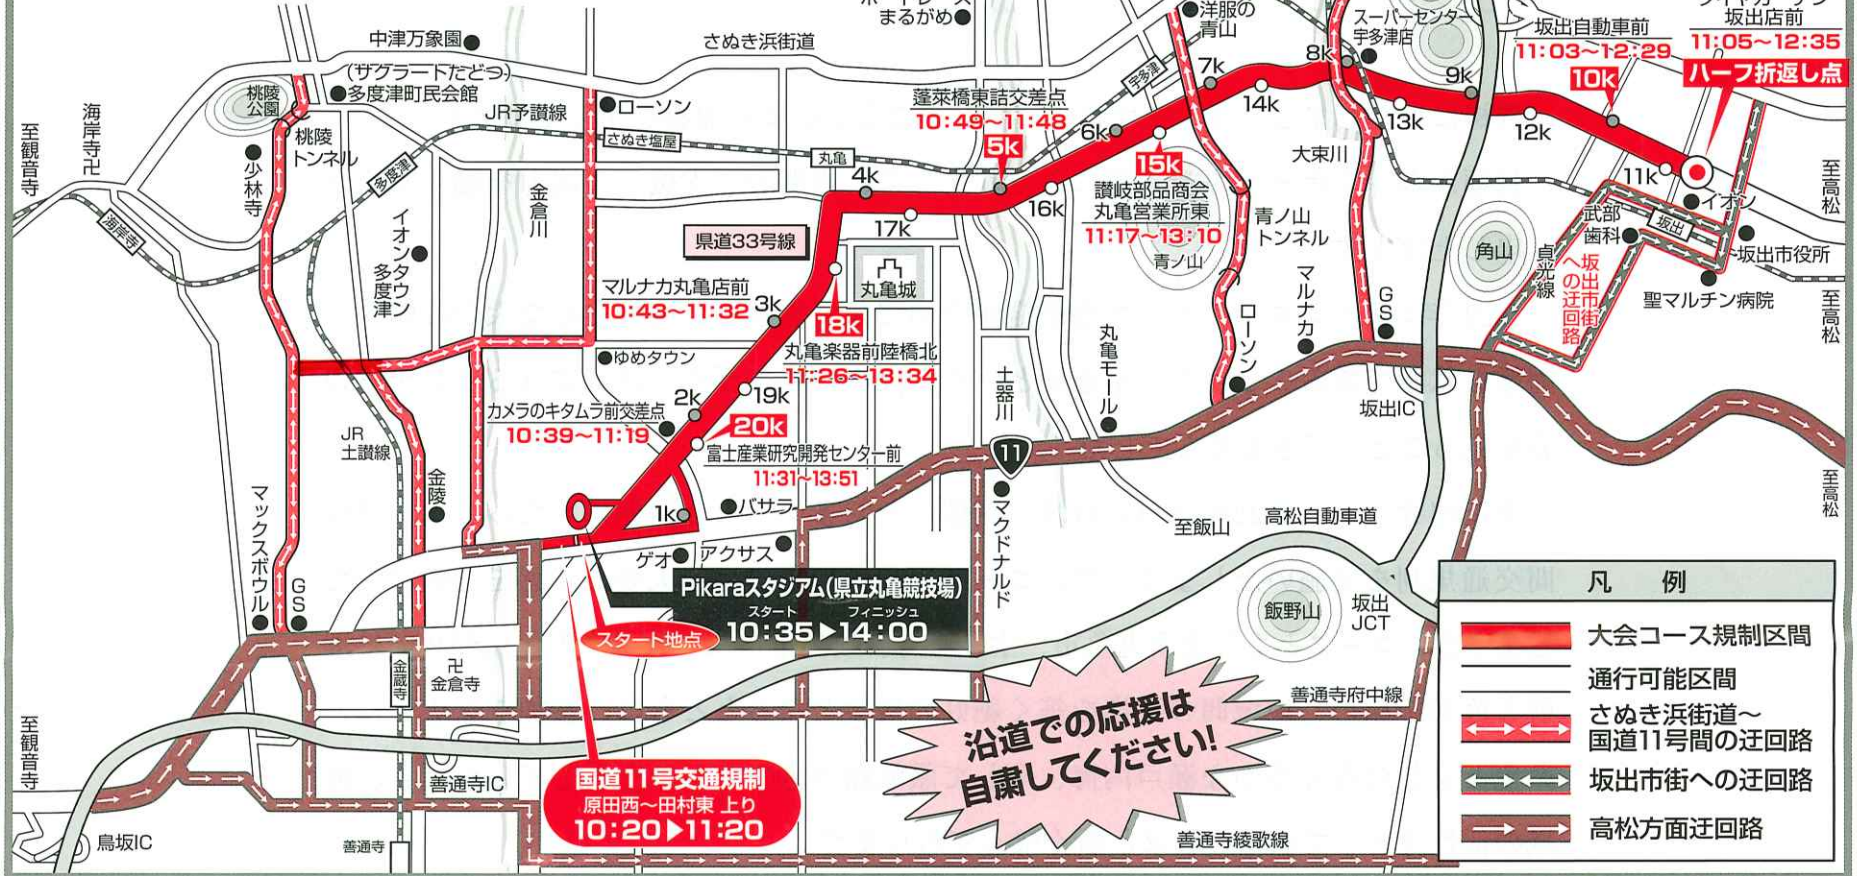 まるがめ
洋服の
青山
スーパーセンター
宇多津店
坂出自動車前
11:03~12:29
坂出店前
11:05~12:35
ハーフ折返し点
中津万象園
さぬき浜街道
(サクラートたどつ)
多度津町民会館
桃陵
公園
桃陵
トンネル
海岸寺卍
至観音寺
少林寺
JR予讃線
ローソン
さぬき塩屋
多度津
海岸寺
丸亀
宇多津
蓬莱橋東詰交差点
10:49~11:48
5k
4k
6k
7k
8k
9k
10k
11k
12k
13k
14k
15k
16k
17k
讃岐部品商会
丸亀営業所東
11:17~13:10
青ノ山
青ノ山
トンネル
大束川
至高松
イオン
武部
歯科
坂出
坂出市役所
聖マルチン病院
坂出市街
への迂回路
貞光線
角山
至高松
イオンタウン
多度津
金倉川
県道33号線
丸亀城
マルナカ丸亀店前
10:43~11:32
3k
18k
丸亀楽器前陸橋北
11:26~13:34
ゆめタウン
2k
19k
カメラのキタムラ前交差点
10:39~11:19
20k
富士産業研究開発センター前
11:31~13:51
土器川
丸亀モール
ローソン
マルナカ
GS
坂出IC
JR
土讃線
金陵
マックスボウル
GS
1k
バサラ
ゲオ
アクサス
11
マクドナルド
至飯山
高松自動車道
至高松
Pikaraスタジアム(県立丸亀競技場)
スタート フィニッシュ
10:35▶14:00
スタート地点
飯野山
坂出
JCT
金蔵寺
卍
金倉寺
善通寺府中線
至観音寺
善通寺IC
国道11号交通規制
原田西~田村東 上り
10:20▶11:20
沿道での応援は
自粛してください!
鳥坂IC
善通寺
善通寺綾歌線
凡 例
大会コース規制区間
通行可能区間
さぬき浜街道~
国道11号間の迂回路
坂出市街への迂回路
高松方面迂回路